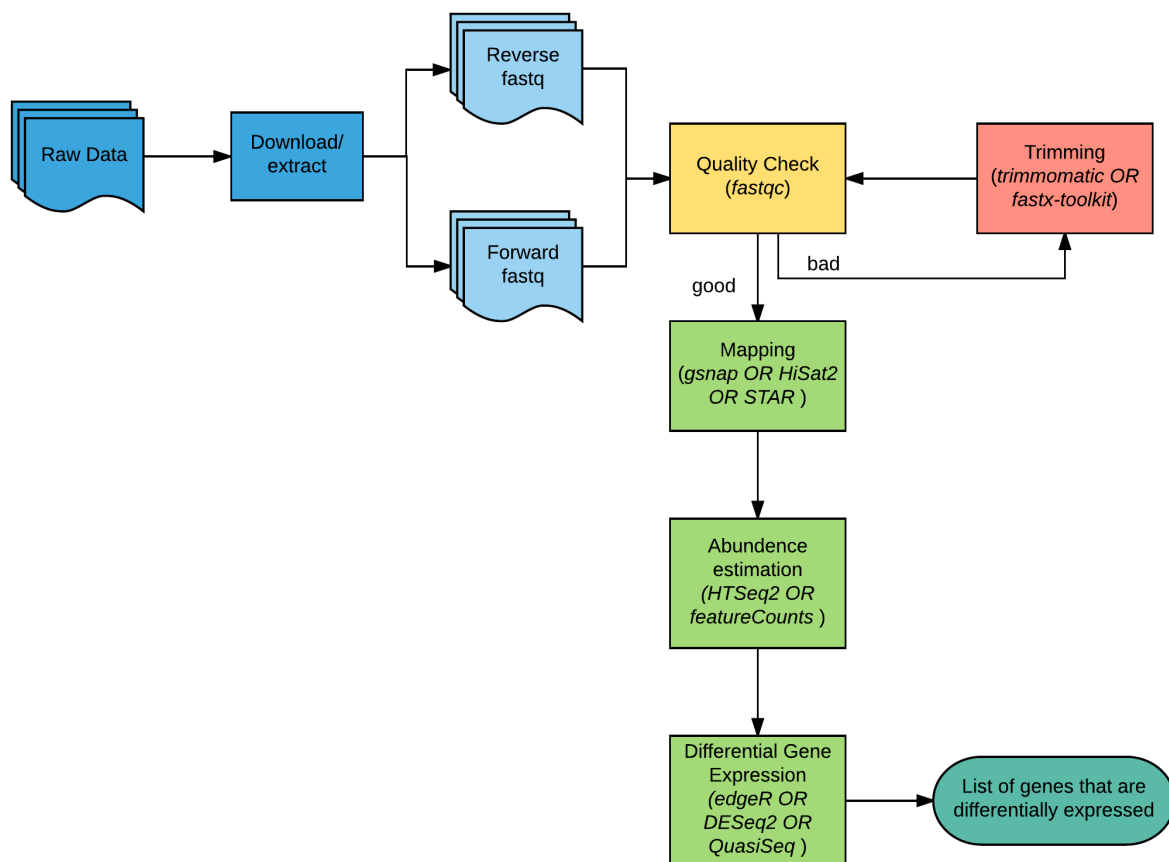 Reverse
fastq
Raw Data
Download/
extract
Quality Check
(fastqc)
Trimming
(trimmomatic OR
fastx-toolkit)
Forward
fastq
good
bad
Mapping
(gsnap OR HiSat2
OR STAR )
Abundence
estimation
(HTSeq2 OR
featureCounts )
Differential Gene
Expression
(edgeR OR
DESeq2 OR
QuasiSeq )
List of genes that are
differentially expressed